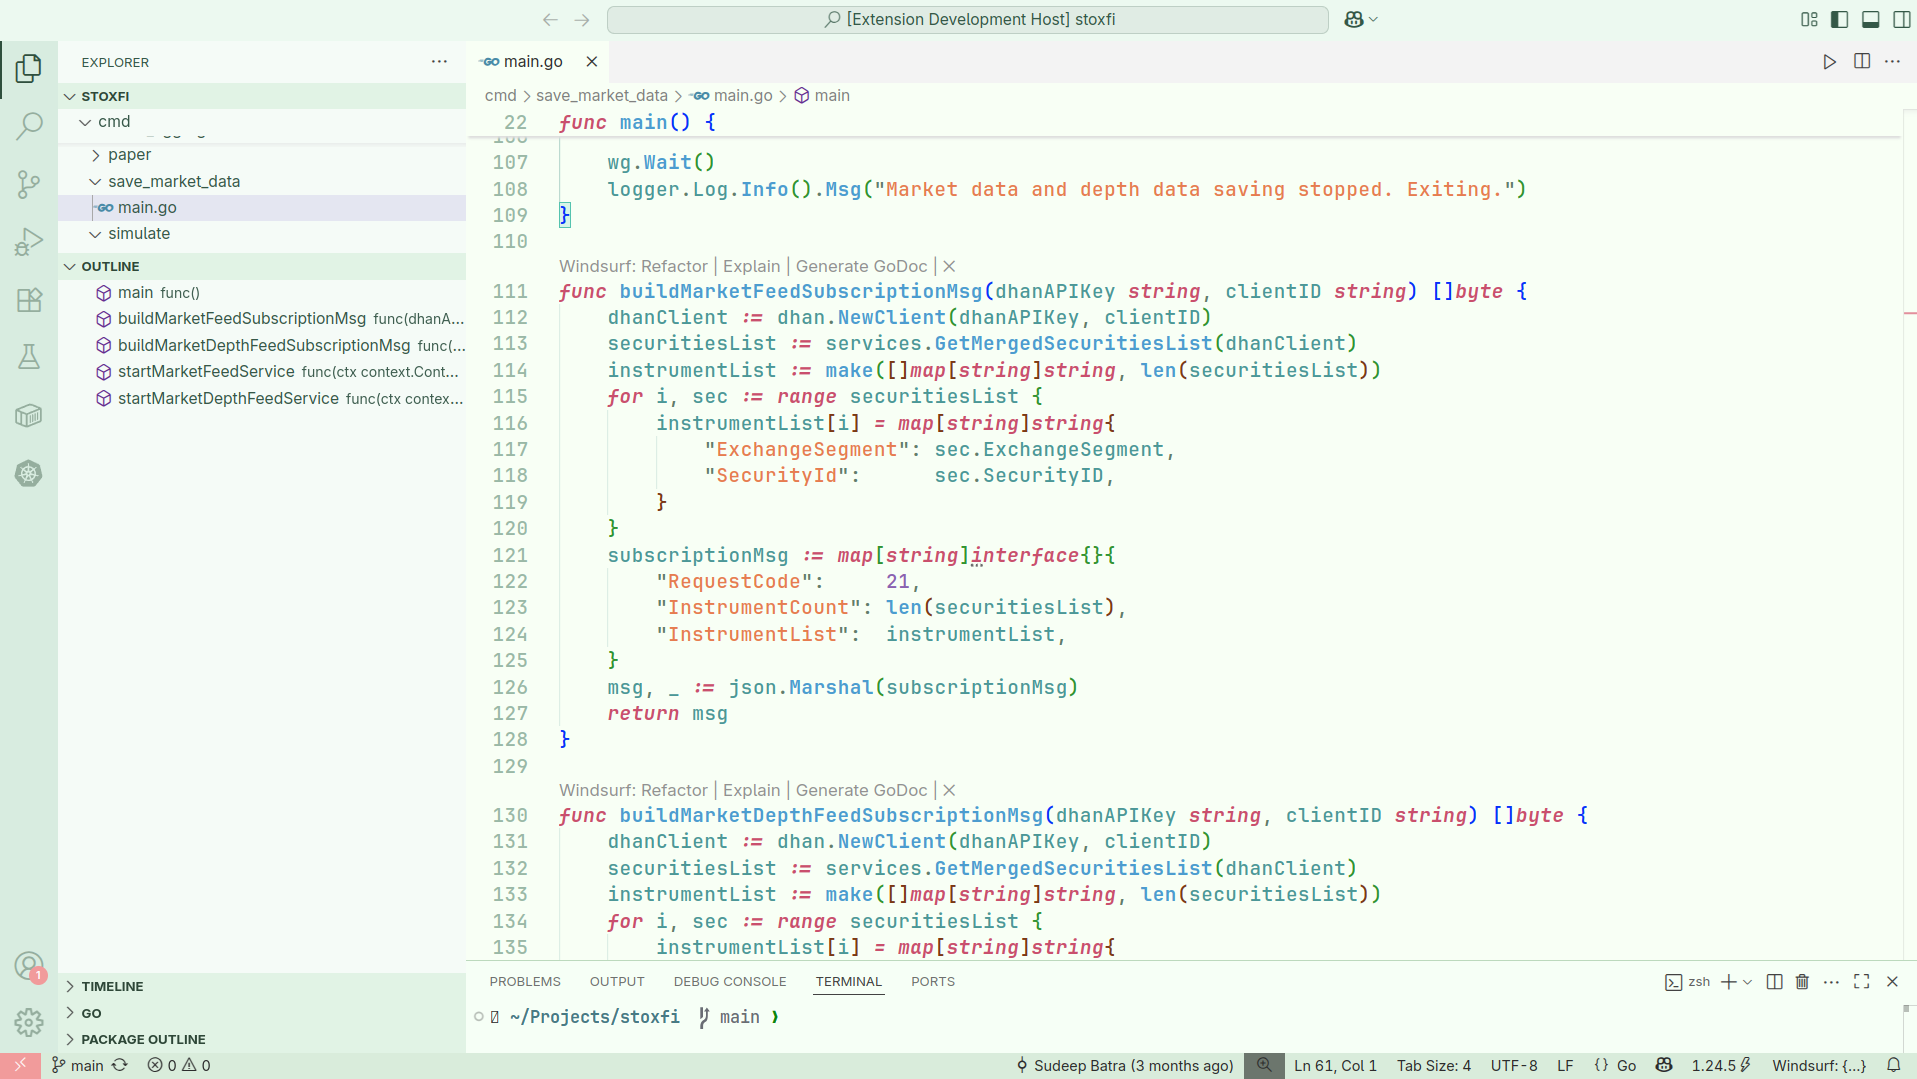 [Extension Development Host] stoxfi
EXPLORER
STOXFI
cmd
paper
save_market_data
main.go
simulate
OUTLINE
main func()
buildMarketFeedSubscriptionMsg func(dhanA...
buildMarketDepthFeedSubscriptionMsg func(...
startMarketFeedService func(ctx context.Cont...
startMarketDepthFeedService func(ctx contex...
TIMELINE
GO
PACKAGE OUTLINE
main.go
cmd > save_market_data > main.go > main
22 func main() {
107 wg.Wait()
108 logger.Log.Info().Msg("Market data and depth data saving stopped. Exiting.")
109 }
110
Windsurf: Refactor | Explain | Generate GoDoc | ×
111 func buildMarketFeedSubscriptionMsg(dhanAPIKey string, clientID string) []byte {
112 dhanClient := dhan.NewClient(dhanAPIKey, clientID)
113 securitiesList := services.GetMergedSecuritiesList(dhanClient)
114 instrumentList := make([]map[string]string, len(securitiesList))
115 for i, sec := range securitiesList {
116 instrumentList[i] = map[string]string{
117 "ExchangeSegment": sec.ExchangeSegment,
118 "SecurityId": sec.SecurityID,
119 }
120 }
121 subscriptionMsg := map[string]interface{}{
122 "RequestCode": 21,
123 "InstrumentCount": len(securitiesList),
124 "InstrumentList": instrumentList,
125 }
126 msg, _ := json.Marshal(subscriptionMsg)
127 return msg
128 }
129
Windsurf: Refactor | Explain | Generate GoDoc | ×
130 func buildMarketDepthFeedSubscriptionMsg(dhanAPIKey string, clientID string) []byte {
131 dhanClient := dhan.NewClient(dhanAPIKey, clientID)
132 securitiesList := services.GetMergedSecuritiesList(dhanClient)
133 instrumentList := make([]map[string]string, len(securitiesList))
134 for i, sec := range securitiesList {
135 instrumentList[i] = map[string]string{
PROBLEMS OUTPUT DEBUG CONSOLE TERMINAL PORTS zsh
~/Projects/stoxfi main ❯
1
main 0 0 Sudeep Batra (3 months ago) Ln 61, Col 1 Tab Size: 4 UTF-8 LF {} Go 1.24.5 Windsurf: {...}